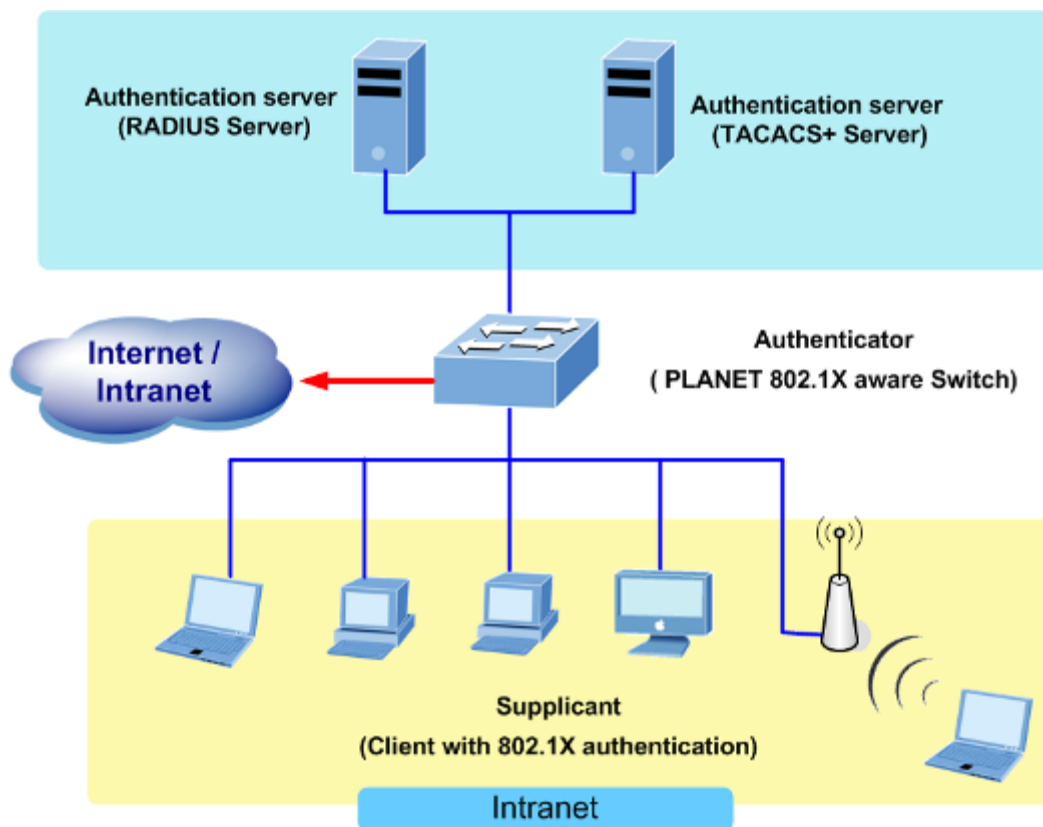 Authentication server
(RADIUS Server)
Authentication server
(TACACS+ Server)
Internet /
Intranet
Authenticator
( PLANET 802.1X aware Switch)
Supplicant
(Client with 802.1X authentication)
Intranet